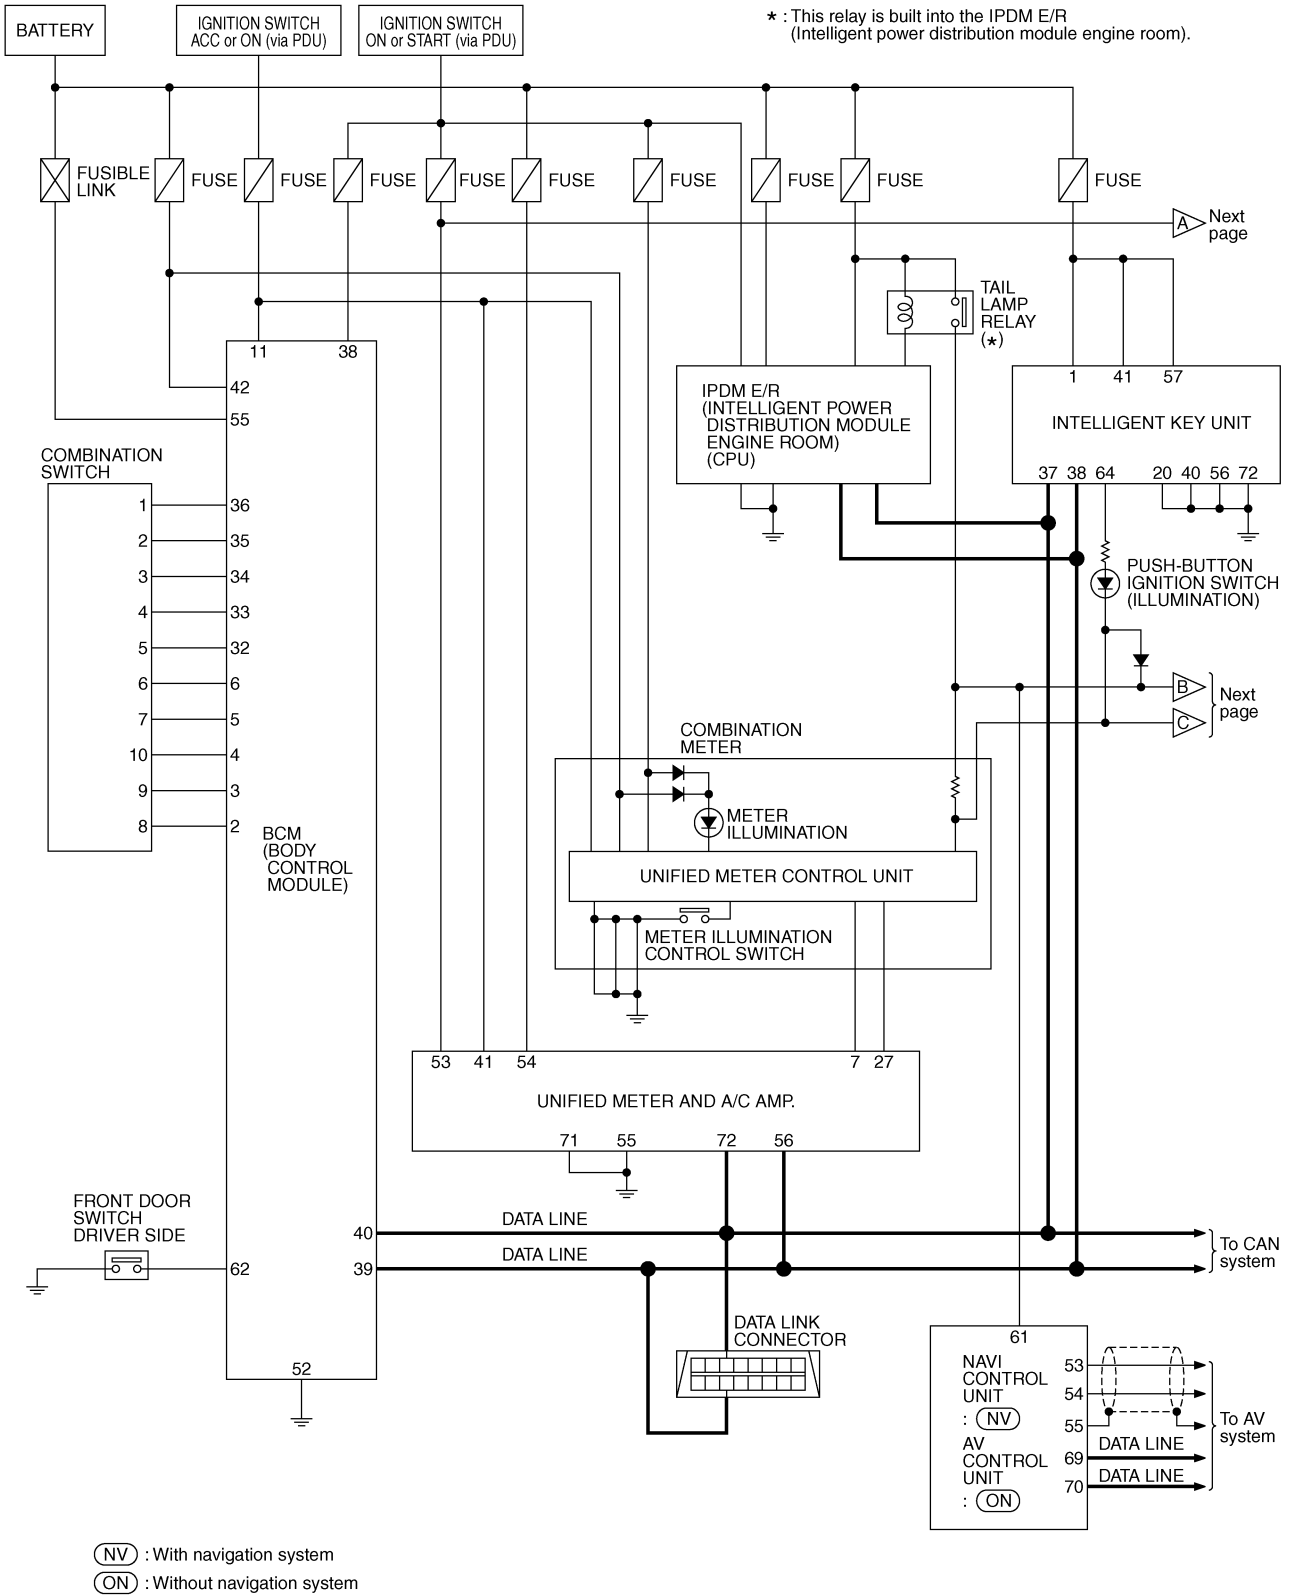 BATTERY
IGNITION SWITCH
ACC or ON (via PDU)
IGNITION SWITCH
ON or START (via PDU)
* : This relay is built into the IPDM E/R
(Intelligent power distribution module engine room).
FUSIBLE
LINK
FUSE
FUSE
FUSE
FUSE
FUSE
FUSE
FUSE
FUSE
FUSE
A
Next
page
TAIL
LAMP
RELAY
(*)
11
38
42
55
IPDM E/R
(INTELLIGENT POWER
DISTRIBUTION MODULE
ENGINE ROOM)
(CPU)
1
41
57
INTELLIGENT KEY UNIT
37
38
64
20
40
56
72
COMBINATION
SWITCH
1
36
2
35
3
34
4
33
5
32
6
6
7
5
10
4
9
3
8
2
BCM
(BODY
CONTROL
MODULE)
PUSH-BUTTON
IGNITION SWITCH
(ILLUMINATION)
B
C
Next
page
COMBINATION
METER
METER
ILLUMINATION
UNIFIED METER CONTROL UNIT
METER ILLUMINATION
CONTROL SWITCH
53
41
54
7
27
UNIFIED METER AND A/C AMP.
71
55
72
56
FRONT DOOR
SWITCH
DRIVER SIDE
62
40
39
DATA LINE
DATA LINE
To CAN
system
52
DATA LINK
CONNECTOR
61
NAVI
CONTROL
UNIT
: NV
AV
CONTROL
UNIT
: ON
53
54
55
69
70
DATA LINE
DATA LINE
To AV
system
NV : With navigation system
ON : Without navigation system